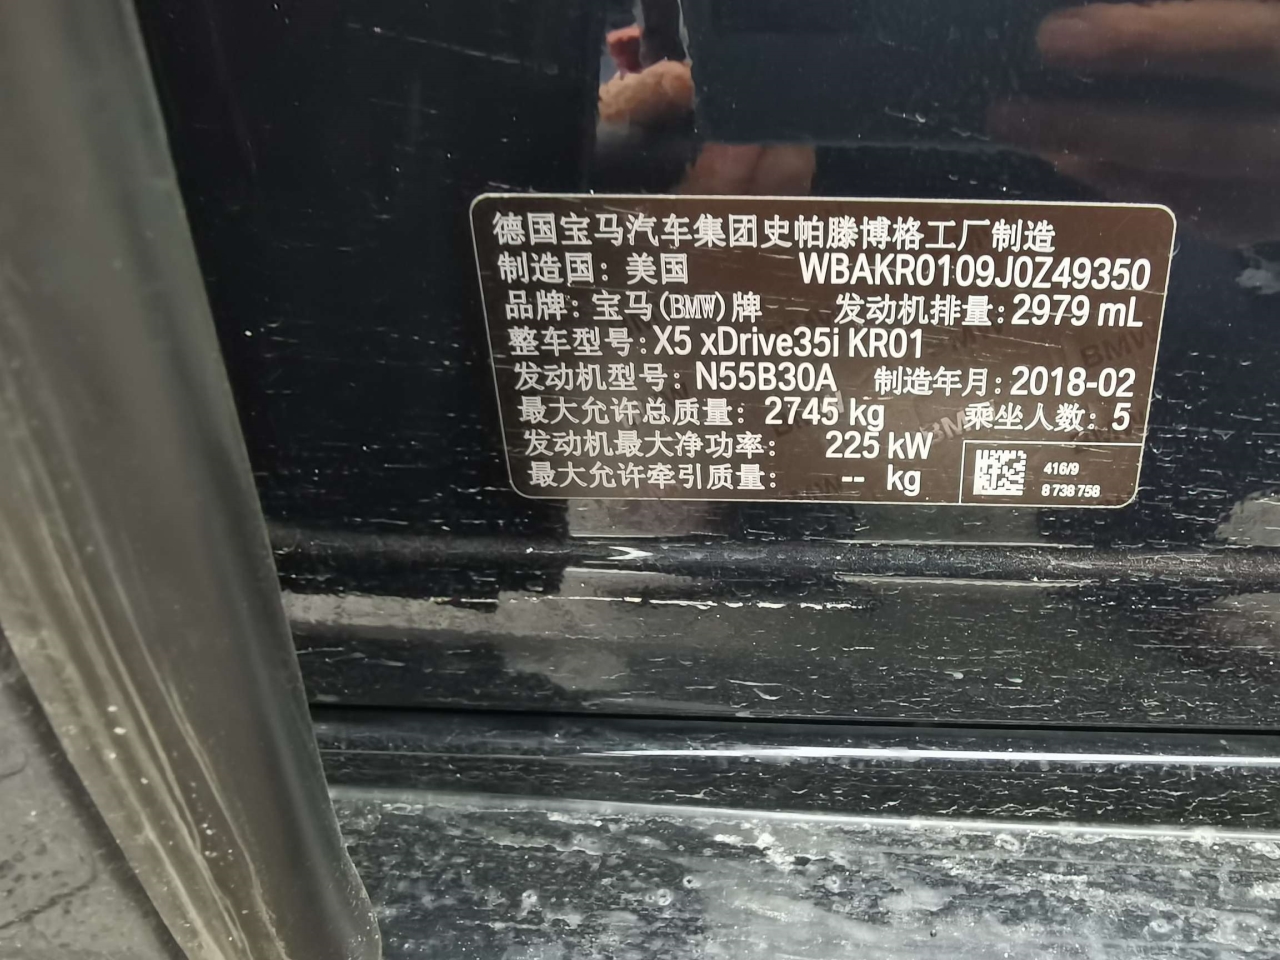 德国宝马汽车集团史帕滕博格工厂制造
制造国：美国 WBAKR0109J0Z49350
品牌：宝马(BMW)牌 发动机排量：2979 mL
整车型号：X5 xDrive35i KR01
发动机型号：N55B30A 制造年月：2018-02
最大允许总质量：2745 kg 乘坐人数：5
发动机最大净功率：225 kW
最大允许牵引质量：-- kg
416/9
8 738 758